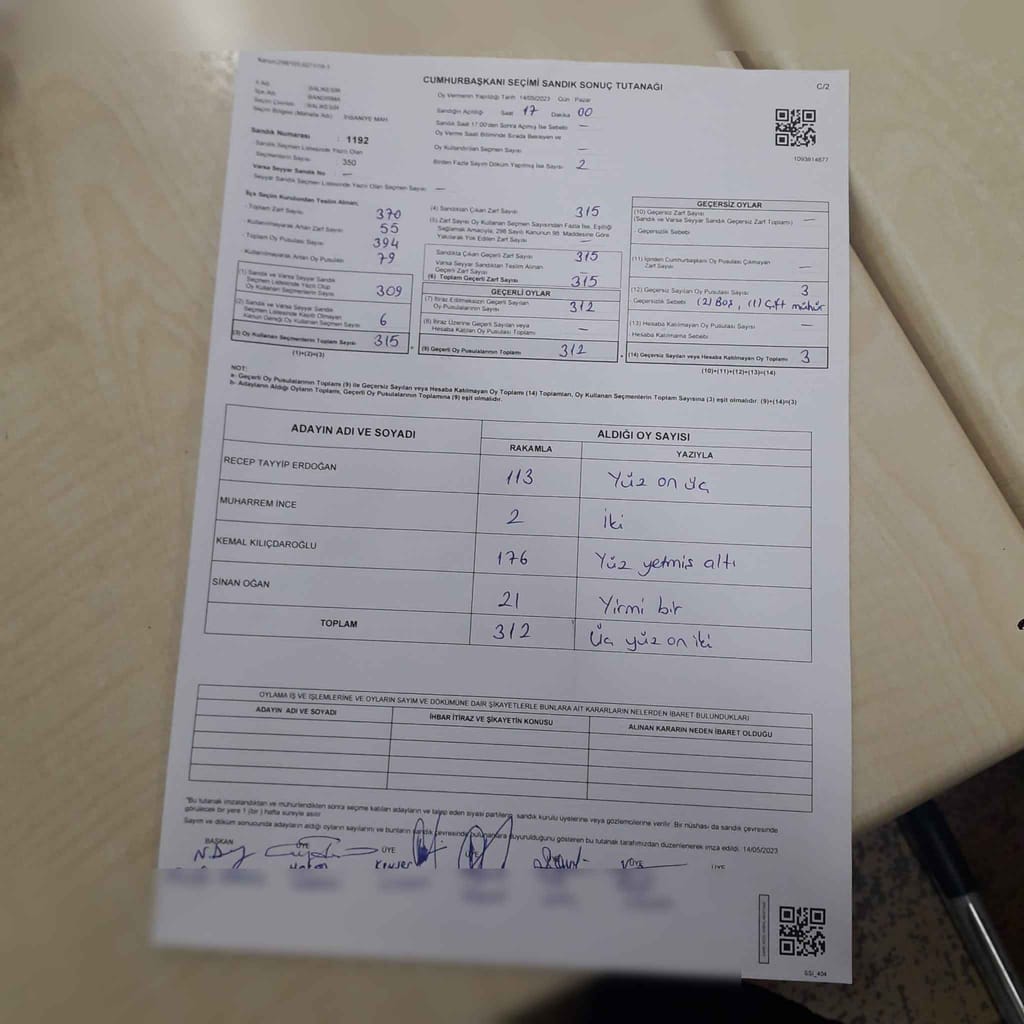 CUMHURBAŞKANI SEÇİMİ SANDIK SONUÇ TUTANAĞI
C/2
İl Adı : BALIKESİR
İlçe Adı : BANDIRMA
Seçim Çevresi : BALIKESİR
Seçim Bölgesi (Mahalle Adı) : İHSANİYE MAH.
Sandık Numarası : 1192
Sandık Seçmen Listesinde Yazılı Olan
Seçmenlerin Sayısı : 350
Varsa Seyyar Sandık No : —
Seyyar Sandık Seçmen Listesinde Yazılı Olan Seçmen Sayısı : —
Oy Vermenin Yapıldığı Tarih : 14/05/2023 Gün : Pazar
Sandığın Açıldığı Saat 17 Dakika 00
Sandık Saat 17.00'den Sonra Açılmış İse Sebebi —
Oy Verme Saati Bitiminde Sırada Bekleyen ve
Oy Kullandırılan Seçmen Sayısı —
Birden Fazla Sayım Döküm Yapılmış İse Sayısı 2
1093814877
İlçe Seçim Kurulundan Teslim Alınan;
- Toplam Zarf Sayısı 370
- Kullanılmayarak Artan Zarf Sayısı 55
- Toplam Oy Pusulası Sayısı 394
- Kullanılmayarak Artan Oy Pusulası 79
(1) Sandık ve Varsa Seyyar Sandık
Seçmen Listesinde Yazılı Olup
Oy Kullanan Seçmenlerin Sayısı 309
(2) Sandık ve Varsa Seyyar Sandık
Seçmen Listesinde Kayıtlı Olmayan
Kanun Gereği Oy Kullanan Seçmen Sayısı 6
(3) Oy Kullanan Seçmenlerin Toplam Sayısı 315
(1)+(2)=(3)
(4) Sandıktan Çıkan Zarf Sayısı 315
(5) Zarf Sayısı Oy Kullanan Seçmen Sayısından Fazla İse, Eşitliği
Sağlamak Amacıyla, 298 Sayılı Kanunun 98. Maddesine Göre
Yakılarak Yok Edilen Zarf Sayısı —
Sandıkta Çıkan Geçerli Zarf Sayısı 315
Varsa Seyyar Sandıktan Teslim Alınan
Geçerli Zarf Sayısı —
(6) Toplam Geçerli Zarf Sayısı 315
GEÇERLİ OYLAR
(7) İtiraz Edilmeksizin Geçerli Sayılan
Oy Pusulalarının Sayısı 312
(8) İtiraz Üzerine Geçerli Sayılan veya
Hesaba Katılan Oy Pusulası Toplamı —
(9) Geçerli Oy Pusulalarının Toplamı 312
GEÇERSİZ OYLAR
(10) Geçersiz Zarf Sayısı
(Sandık ve Varsa Seyyar Sandık Geçersiz Zarf Toplamı) —
- Geçersizlik Sebebi
(11) İçinden Cumhurbaşkanı Oy Pusulası Çıkmayan
Zarf Sayısı —
(12) Geçersiz Sayılan Oy Pusulası Sayısı 3
Geçersizlik Sebebi (2) Boş, (1) Çift mühür
(13) Hesaba Katılmayan Oy Pusulası Sayısı —
Hesaba Katılmama Sebebi
(14) Geçersiz Sayılan veya Hesaba Katılmayan Oy Toplamı 3
(10)+(11)+(12)+(13)=(14)
NOT:
a- Geçerli Oy Pusulalarının Toplamı (9) ile Geçersiz Sayılan veya Hesaba Katılmayan Oy Toplamı (14) Toplamları, Oy Kullanan Seçmenlerin Toplam Sayısına (3) eşit olmalıdır. (9)+(14)=(3)
b- Adayların Aldığı Oyların Toplamı, Geçerli Oy Pusulalarının Toplamına (9) eşit olmalıdır.
ADAYIN ADI VE SOYADI ALDIĞI OY SAYISI
RAKAMLA YAZIYLA
RECEP TAYYİP ERDOĞAN 113 Yüz on üç
MUHARREM İNCE 2 İki
KEMAL KILIÇDAROĞLU 176 Yüz yetmiş altı
SİNAN OĞAN 21 Yirmi bir
TOPLAM 312 Üç yüz on iki
OYLAMA İŞ VE İŞLEMLERİNE VE OYLARIN SAYIM VE DÖKÜMÜNE DAİR ŞİKAYETLERLE BUNLARA AİT KARARLARIN NELERDEN İBARET BULUNDUKLARI
ADAYIN ADI VE SOYADI İHBAR İTİRAZ VE ŞİKAYETİN KONUSU ALINAN KARARIN NEDEN İBARET OLDUĞU
"Bu tutanak imzalandıktan ve mühürlendikten sonra seçime katılan adayların ve talep eden siyasi partilerin sandık kurulu üyelerine veya gözlemcilerine verilir. Bir nüshası da sandık çevresinde
görülecek bir yere 1 (bir) hafta süreyle asılır
Sayım ve döküm sonucunda adayların aldığı oyların sayılarını ve bunların sandık çevresinde bulunanlara duyurulduğunu gösteren bu tutanak tarafımızdan düzenlenerek imza edildi. 14/05/2023
BAŞKAN ÜYE ÜYE ÜYE
SSİ_404